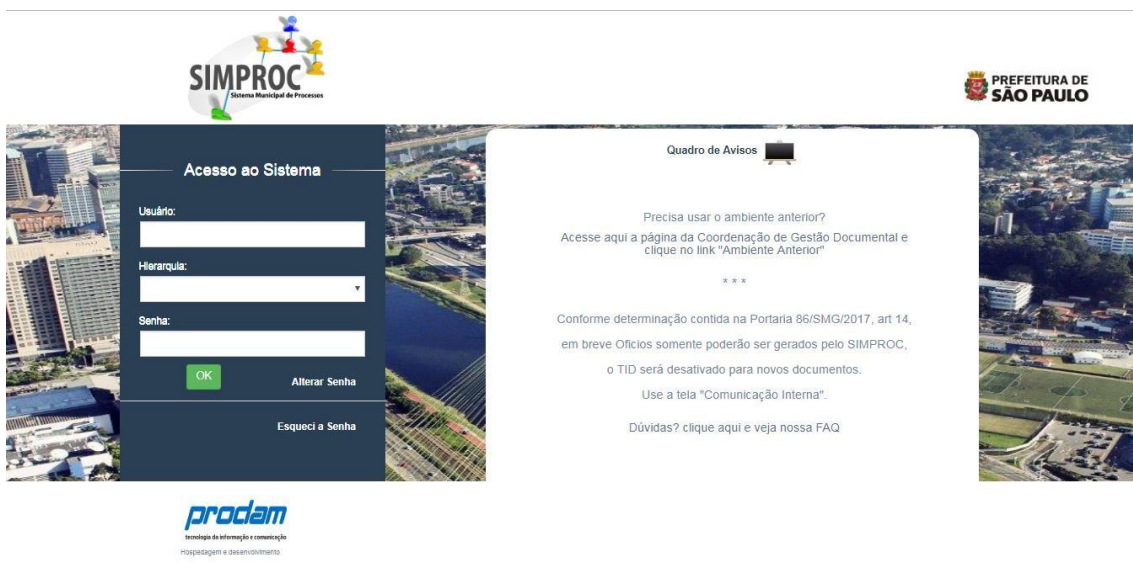 SIMPROC
Sistema Municipal de Processos
PREFEITURA DE
SÃO PAULO
Acesso ao Sistema
Usuário:
Hierarquia:
Senha:
OK
Alterar Senha
Esqueci a Senha
Quadro de Avisos
Precisa usar o ambiente anterior?
Acesse aqui a página da Coordenação de Gestão Documental e
clique no link "Ambiente Anterior"
* * *
Conforme determinação contida na Portaria 86/SMG/2017, art 14,
em breve Ofícios somente poderão ser gerados pelo SIMPROC,
o TID será desativado para novos documentos.
Use a tela "Comunicação Interna".
Dúvidas? clique aqui e veja nossa FAQ
prodam
tecnologia da informação e comunicação
Hospedagem e desenvolvimento